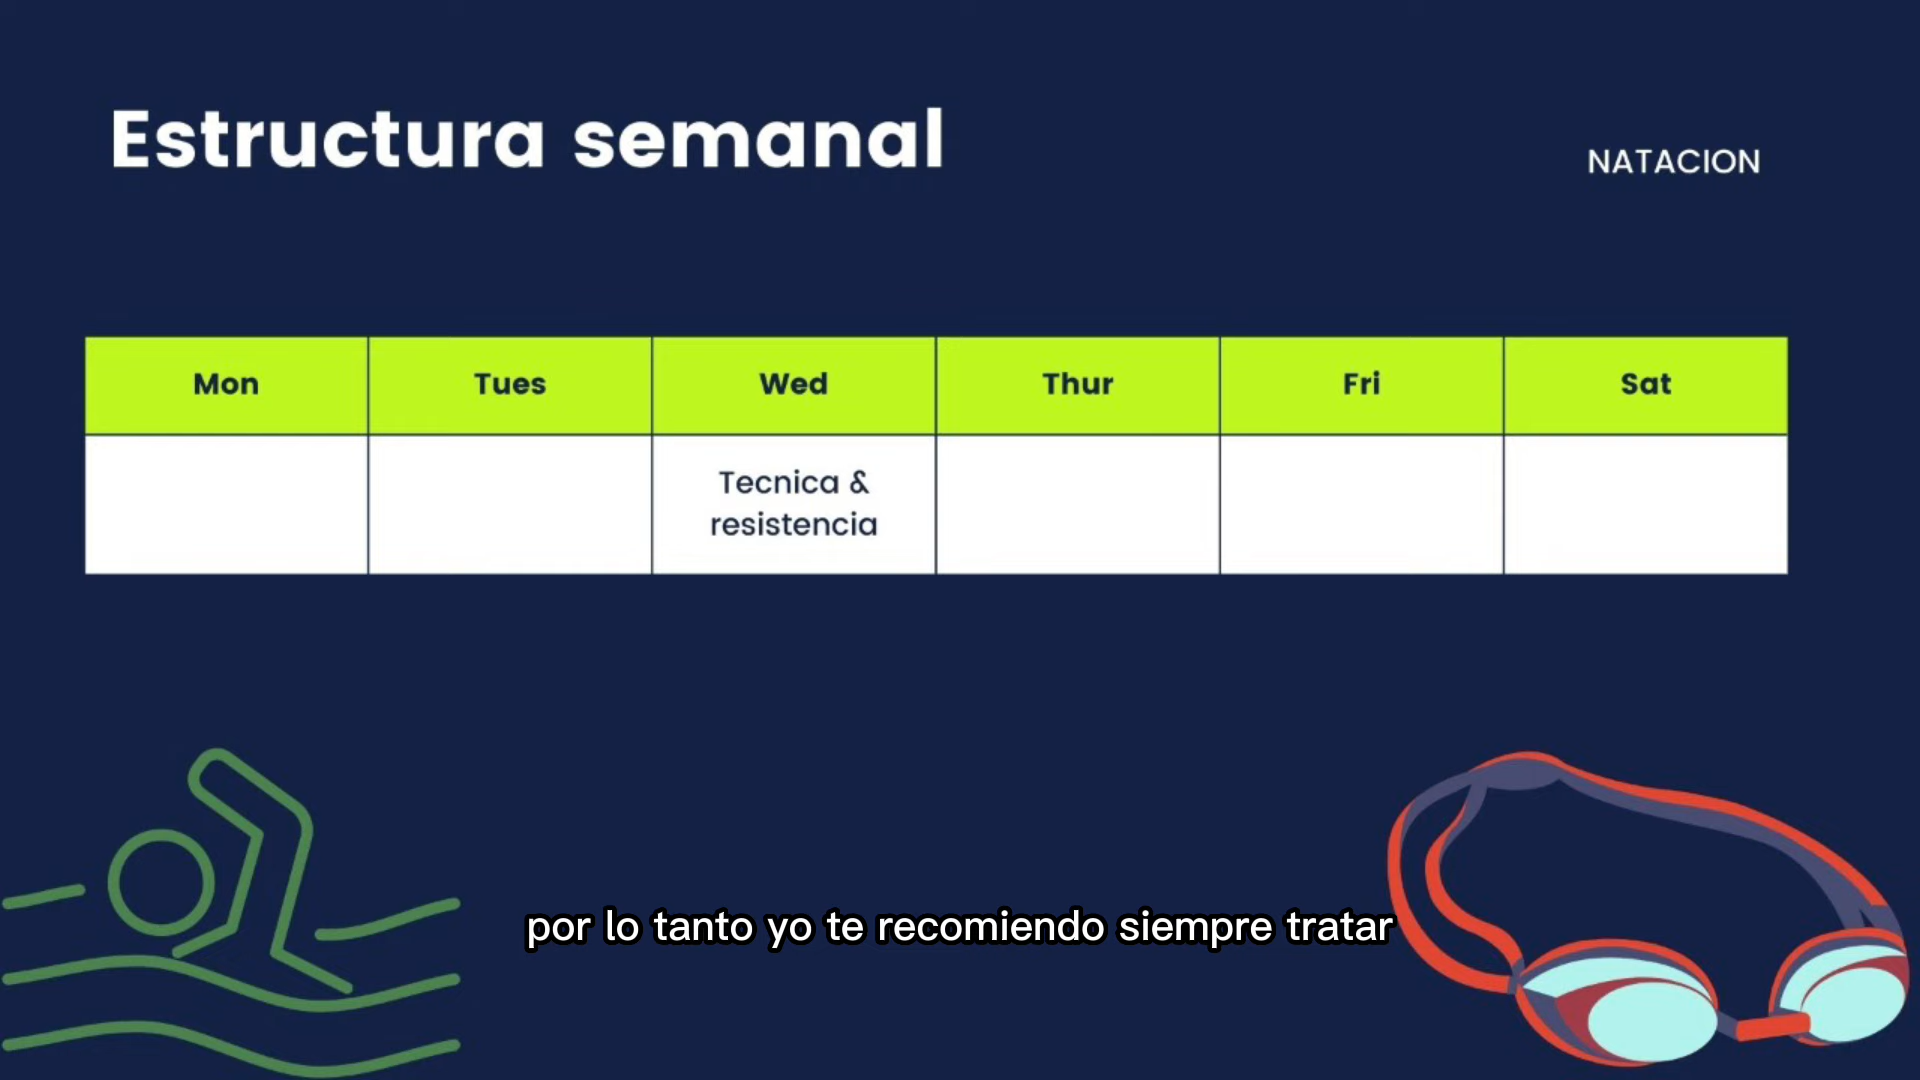 Estructura semanal
NATACION
Mon Tues Wed Thur Fri Sat
Tecnica &
resistencia
por lo tanto yo te recomiendo siempre tratar